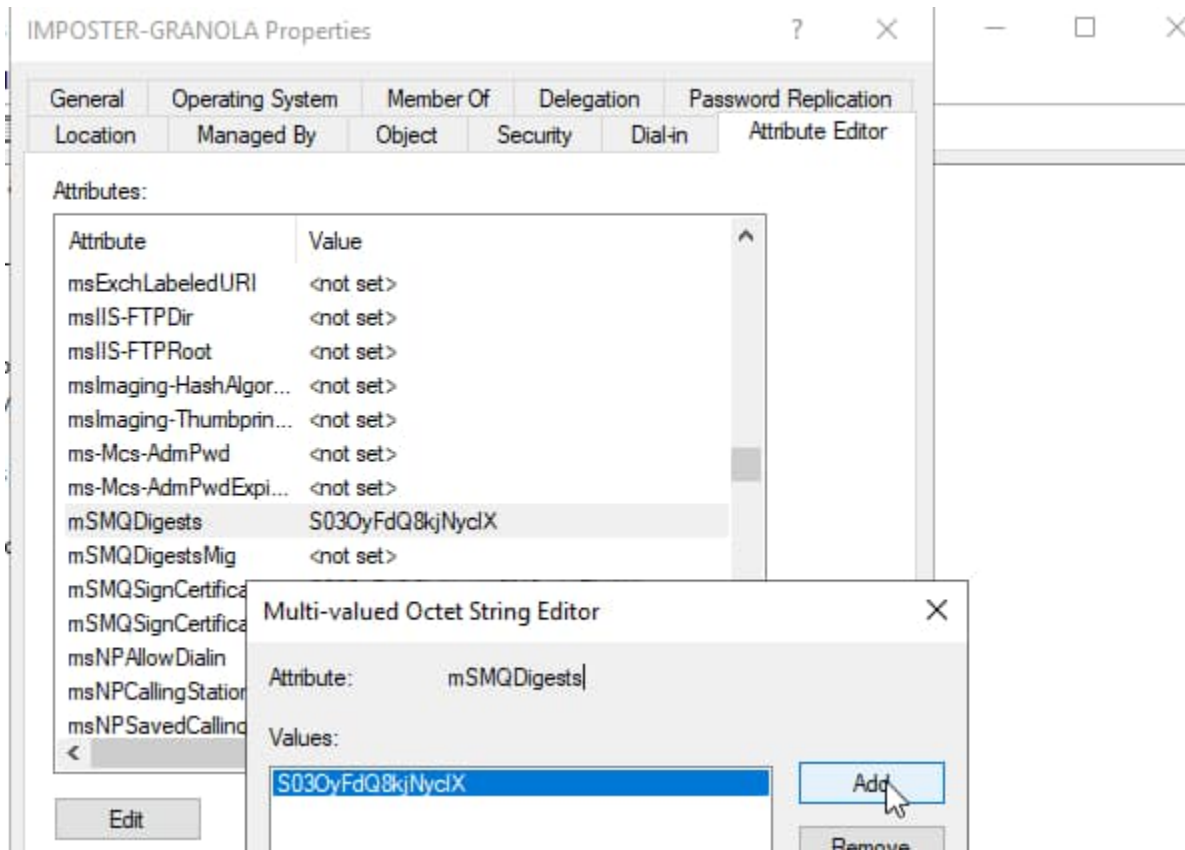 IMPOSTER-GRANOLA Properties
General Operating System Member Of Delegation Password Replication
Location Managed By Object Security Dial-in Attribute Editor
Attributes:
Attribute Value
msExchLabeledURI <not set>
msIIS-FTPDir <not set>
msIIS-FTPRoot <not set>
msImaging-HashAlgor... <not set>
msImaging-Thumbprin... <not set>
ms-Mcs-AdmPwd <not set>
ms-Mcs-AdmPwdExpi... <not set>
mSMQDigests S03OyFdQ8kjNycIX
mSMQDigestsMig <not set>
mSMQSignCertifica
mSMQSignCertifica
msNPAllowDialin
msNPCallingStation
msNPSavedCalling
Edit
Multi-valued Octet String Editor
Attribute: mSMQDigests
Values:
S03OyFdQ8kjNycIX
Add
Remove